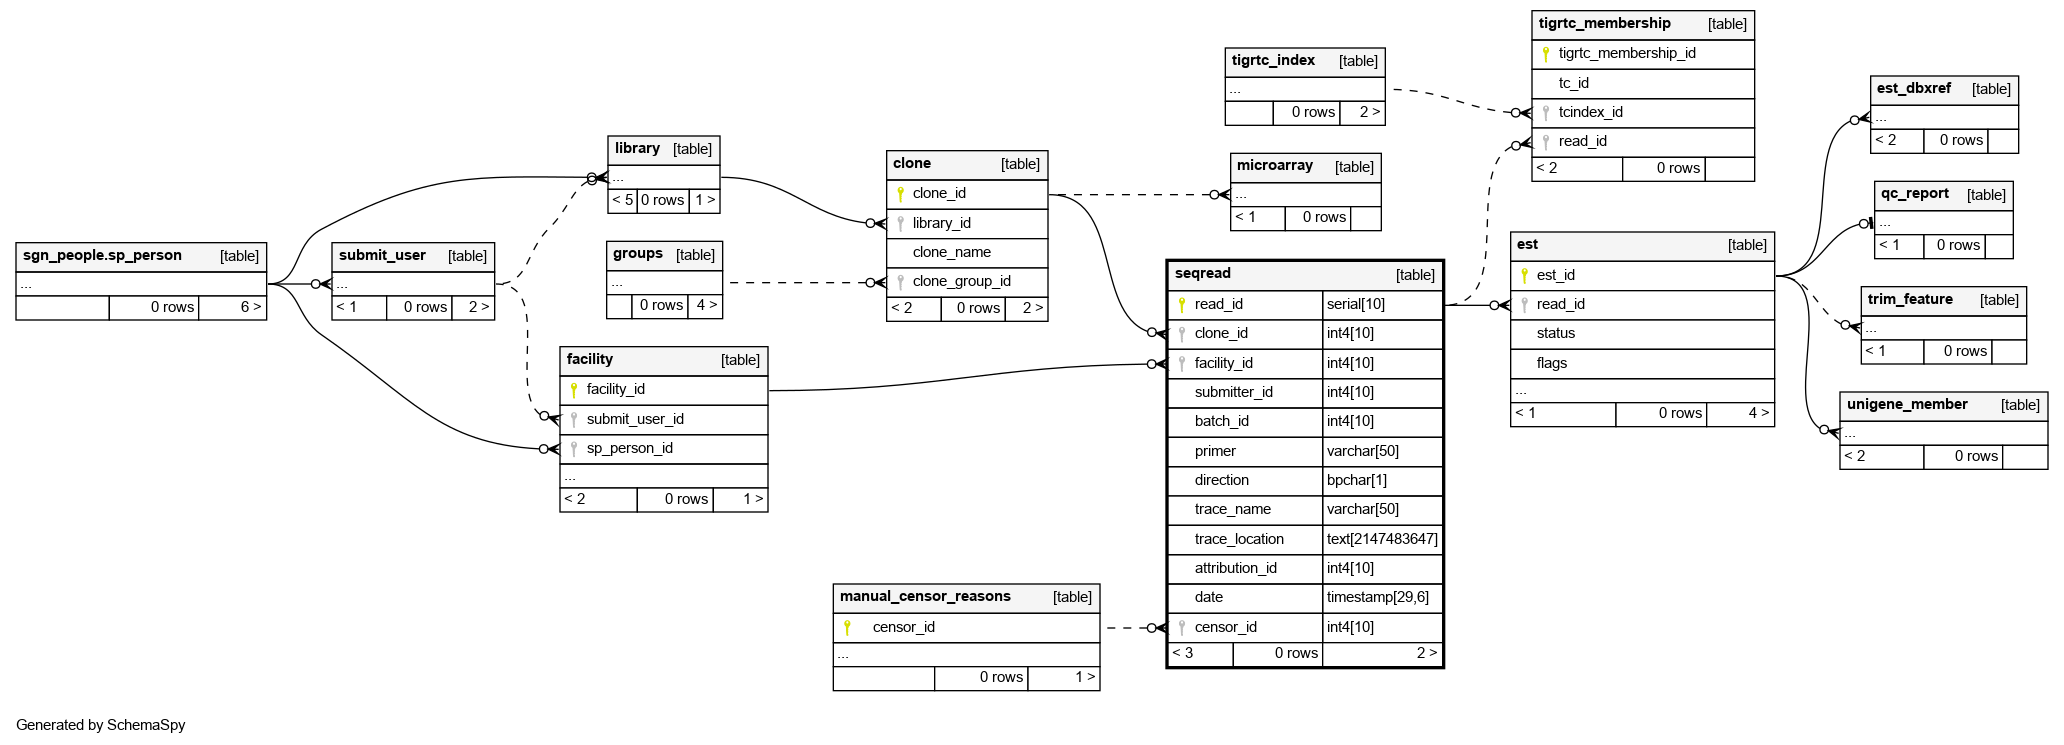 sgn_people.sp_person [table]
...
0 rows 6 >
submit_user [table]
...
< 1 0 rows 2 >
library [table]
...
< 5 0 rows 1 >
groups [table]
...
0 rows 4 >
facility [table]
facility_id
submit_user_id
sp_person_id
...
< 2 0 rows 1 >
clone [table]
clone_id
library_id
clone_name
clone_group_id
< 2 0 rows 2 >
manual_censor_reasons [table]
censor_id
...
0 rows 1 >
tigrtc_index [table]
...
0 rows 2 >
microarray [table]
...
< 1 0 rows
seqread [table]
read_id serial[10]
clone_id int4[10]
facility_id int4[10]
submitter_id int4[10]
batch_id int4[10]
primer varchar[50]
direction bpchar[1]
trace_name varchar[50]
trace_location text[2147483647]
attribution_id int4[10]
date timestamp[29,6]
censor_id int4[10]
< 3 0 rows 2 >
tigrtc_membership [table]
tigrtc_membership_id
tc_id
tcindex_id
read_id
< 2 0 rows
est [table]
est_id
read_id
status
flags
...
< 1 0 rows 4 >
est_dbxref [table]
...
< 2 0 rows
qc_report [table]
...
< 1 0 rows
trim_feature [table]
...
< 1 0 rows
unigene_member [table]
...
< 2 0 rows
Generated by SchemaSpy